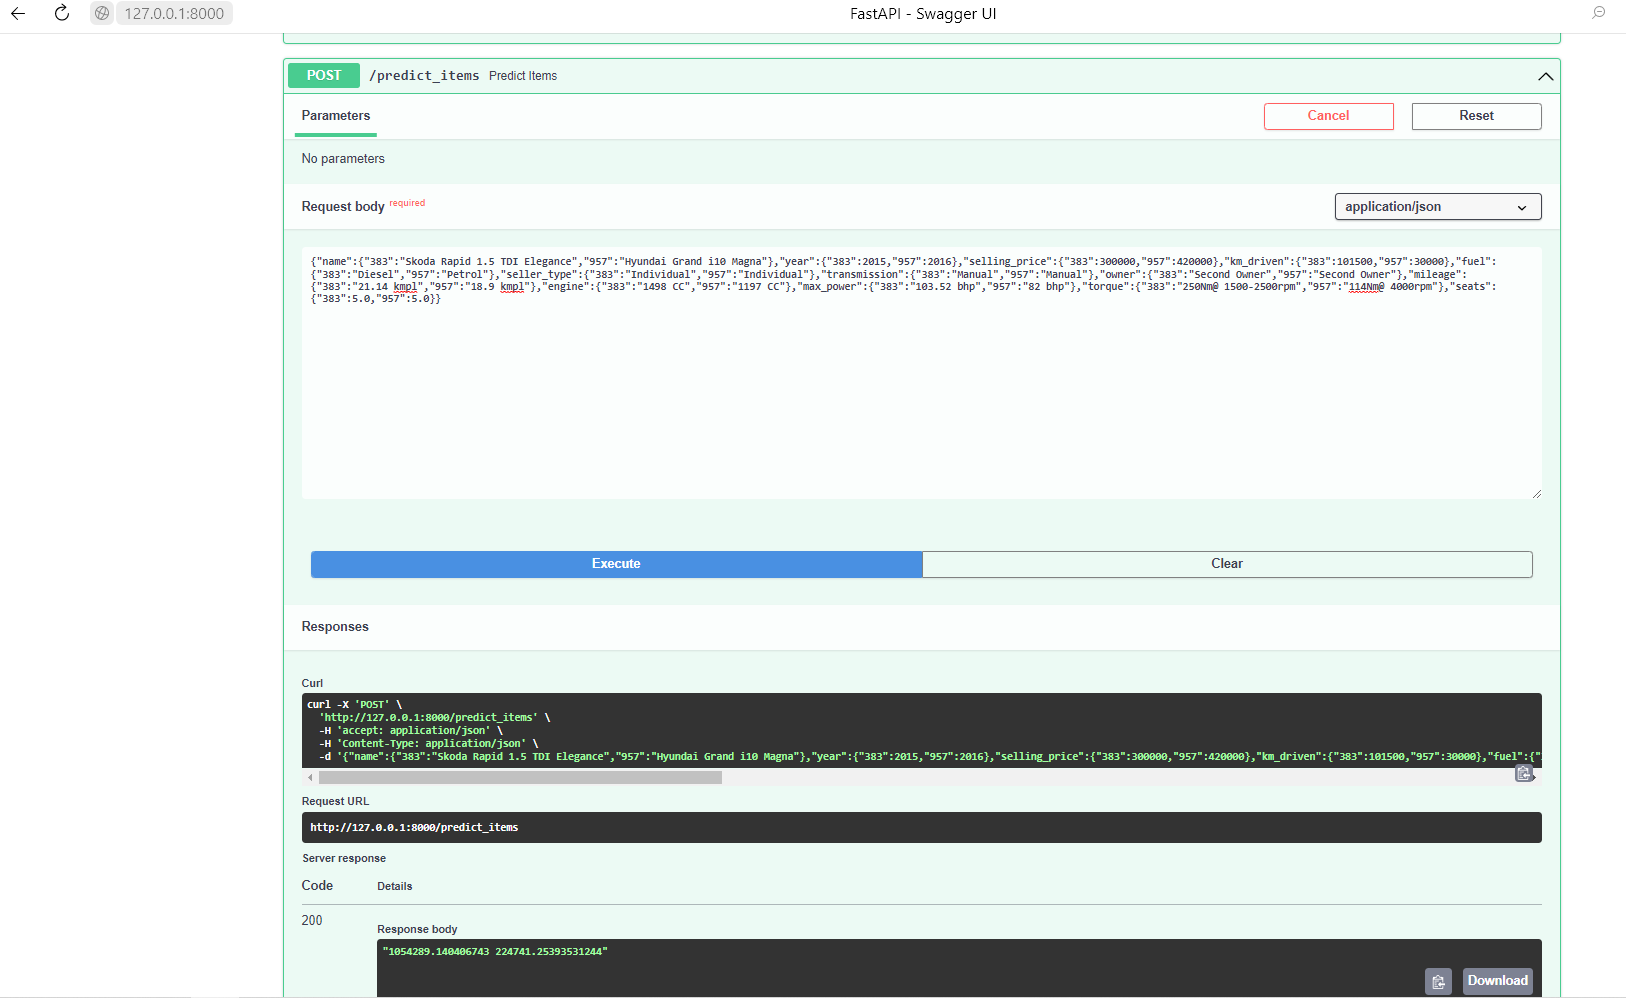 127.0.0.1:8000
FastAPI - Swagger UI
POST /predict_items Predict Items
Parameters
Cancel
Reset
No parameters
Request body required
application/json
{"name":{"383":"Skoda Rapid 1.5 TDI Elegance","957":"Hyundai Grand i10 Magna"},"year":{"383":2015,"957":2016},"selling_price":{"383":300000,"957":420000},"km_driven":{"383":101500,"957":30000},"fuel":
{"383":"Diesel","957":"Petrol"},"seller_type":{"383":"Individual","957":"Individual"},"transmission":{"383":"Manual","957":"Manual"},"owner":{"383":"Second Owner","957":"Second Owner"},"mileage":
{"383":"21.14 kmpl","957":"18.9 kmpl"},"engine":{"383":"1498 CC","957":"1197 CC"},"max_power":{"383":"103.52 bhp","957":"82 bhp"},"torque":{"383":"250Nm@ 1500-2500rpm","957":"114Nm@ 4000rpm"},"seats":
{"383":5.0,"957":5.0}}
Execute
Clear
Responses
Curl
curl -X 'POST' \
'http://127.0.0.1:8000/predict_items' \
-H 'accept: application/json' \
-H 'Content-Type: application/json' \
-d '{"name":{"383":"Skoda Rapid 1.5 TDI Elegance","957":"Hyundai Grand i10 Magna"},"year":{"383":2015,"957":2016},"selling_price":{"383":300000,"957":420000},"km_driven":{"383":101500,"957":30000},"fuel":{"
Request URL
http://127.0.0.1:8000/predict_items
Server response
Code
Details
200
Response body
"1054289.140406743 224741.25393531244"
Download